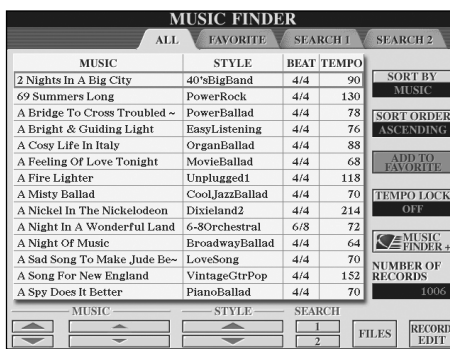 MUSIC FINDER
ALL FAVORITE SEARCH 1 SEARCH 2
MUSIC STYLE BEAT TEMPO
2 Nights In A Big City 40'sBigBand 4/4 90
69 Summers Long PowerRock 4/4 130
A Bridge To Cross Troubled ~ PowerBallad 4/4 78
A Bright & Guiding Light EasyListening 4/4 76
A Cosy Life In Italy OrganBallad 4/4 88
A Feeling Of Love Tonight MovieBallad 4/4 68
A Fire Lighter Unplugged1 4/4 118
A Misty Ballad CoolJazzBallad 4/4 70
A Nickel In The Nickelodeon Dixieland2 4/4 214
A Night In A Wonderful Land 6-8Orchestral 6/8 72
A Night Of Music BroadwayBallad 4/4 64
A Sad Song To Make Jude Be~ LoveSong 4/4 70
A Song For New England VintageGtrPop 4/4 152
A Spy Does It Better PianoBallad 4/4 70
SORT BY
MUSIC
SORT ORDER
ASCENDING
ADD TO
FAVORITE
TEMPO LOCK
OFF
MUSIC
FINDER +
NUMBER OF
RECORDS
1006
MUSIC STYLE SEARCH
1
2
FILES
RECORD
EDIT